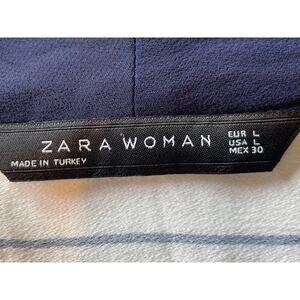 ZARA WOMAN
MADE IN TURKEY
EUR L
USA L
MEX 30